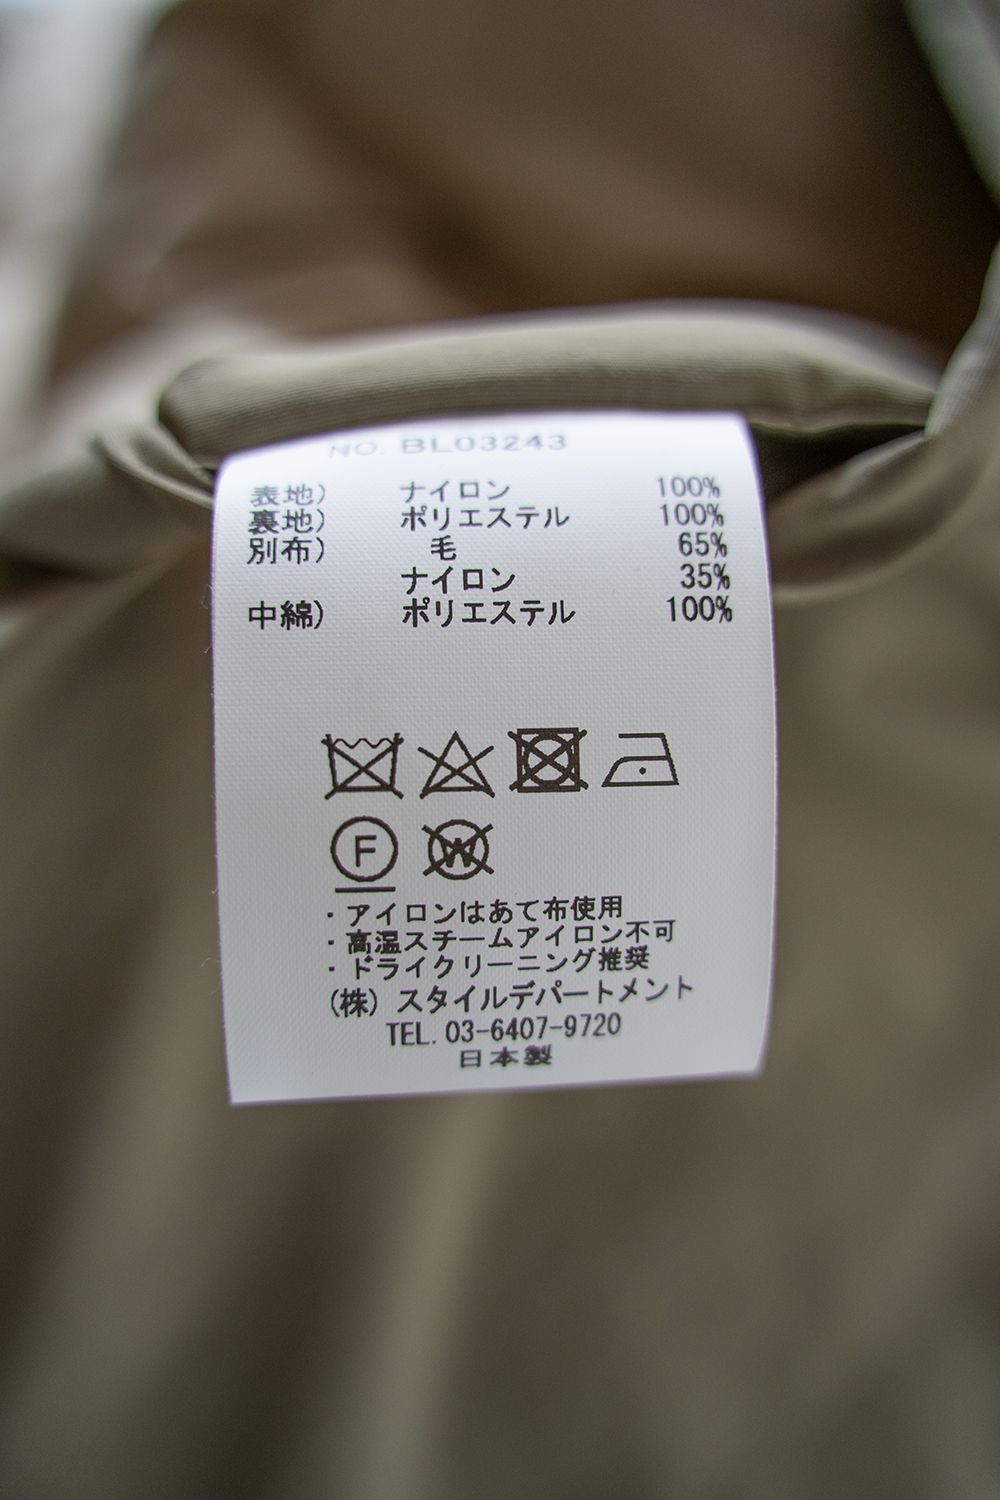 NO. BL03243
表地) ナイロン 100%
裏地) ポリエステル 100%
別布) 毛 65%
ナイロン 35%
中綿) ポリエステル 100%
F W
・アイロンはあて布使用
・高温スチームアイロン不可
・ドライクリーニング推奨
(株) スタイルデパートメント
TEL. 03-6407-9720
日本製